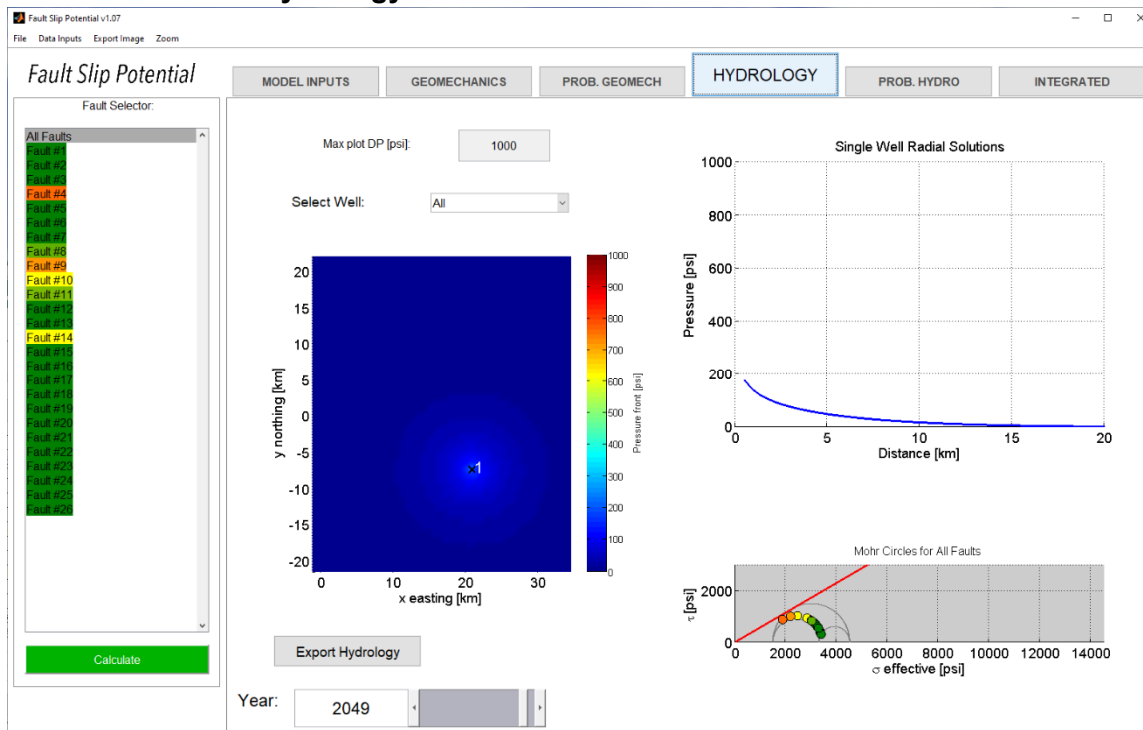 Fault Slip Potential v1.07
File Data Inputs Export Image Zoom
Fault Slip Potential
MODEL INPUTS
GEOMECHANICS
PROB. GEOMECH
HYDROLOGY
PROB. HYDRO
INTEGRATED
Fault Selector:
All Faults
Fault #1
Fault #2
Fault #3
Fault #4
Fault #5
Fault #6
Fault #7
Fault #8
Fault #9
Fault #10
Fault #11
Fault #12
Fault #13
Fault #14
Fault #15
Fault #16
Fault #17
Fault #18
Fault #19
Fault #20
Fault #21
Fault #22
Fault #23
Fault #24
Fault #25
Fault #26
Calculate
Max plot DP [psi]: 1000
Select Well: All
20
15
10
5
0
-5
-10
-15
-20
y northing [km]
1
0 10 20 30
x easting [km]
1000
900
800
700
600
500
400
300
200
100
0
Pressure front [psi]
Export Hydrology
Year: 2049
Single Well Radial Solutions
1000
800
600
400
200
0
Pressure [psi]
0 5 10 15 20
Distance [km]
Mohr Circles for All Faults
2000
0
τ [psi]
0 2000 4000 6000 8000 10000 12000 14000
σ effective [psi]